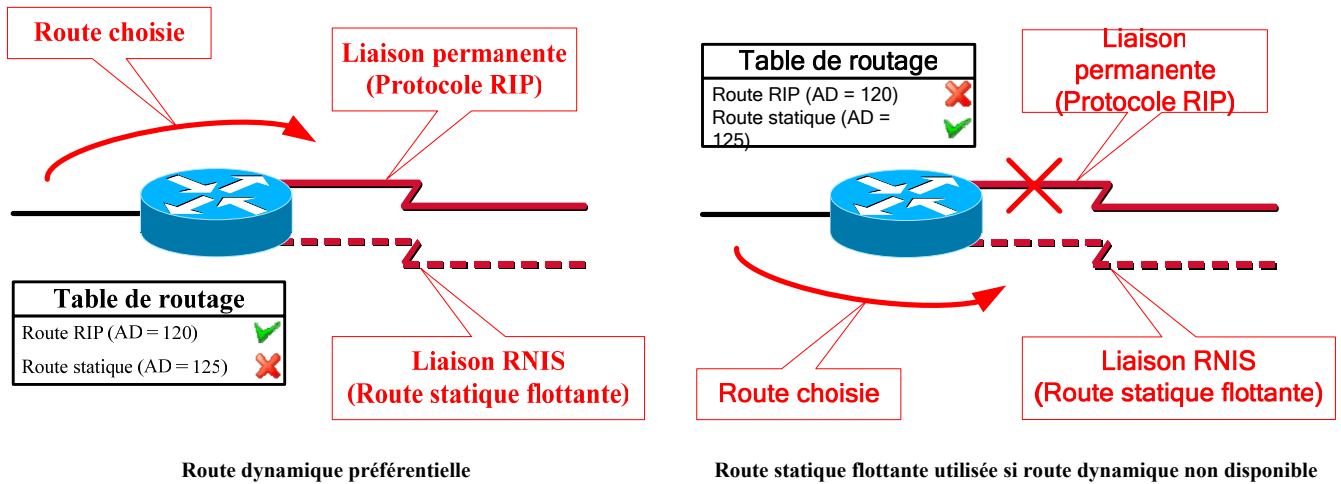 Route choisie
Liaison permanente
(Protocole RIP)
Table de routage
Route RIP (AD = 120)
Route statique (AD = 125)
Liaison RNIS
(Route statique flottante)
Route dynamique préférentielle
Table de routage
Route RIP (AD = 120)
Route statique (AD =
125)
Liaison
permanente
(Protocole RIP)
Route choisie
Liaison RNIS
(Route statique flottante)
Route statique flottante utilisée si route dynamique non disponible